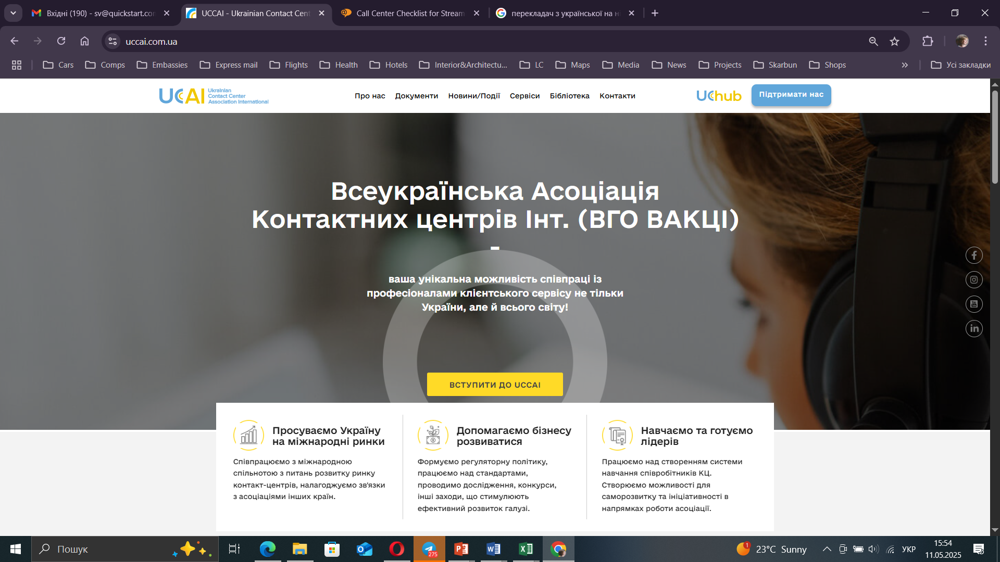 Вхідні (190) - sv@quickstart.con
UCCAI - Ukrainian Contact Cent
Call Center Checklist for Stream
перекладач з української на ні
uccai.com.ua
Cars
Comps
Embassies
Express mail
Flights
Health
Hotels
Interior&Architectu...
LC
Maps
Media
News
Projects
Skarbun
Shops
Усі закладки
UCCAI Ukrainian
Contact Center
Association International
Про нас
Документи
Новини/Події
Сервіси
Бібліотека
Контакти
UChub
Підтримати нас
Всеукраїнська Асоціація
Контактних центрів Інт. (ВГО ВАКЦІ)
-
ваша унікальна можливість співпраці із
професіоналами клієнтського сервісу не тільки
України, але й всього світу!
ВСТУПИТИ ДО UCCAI
Просуваємо Україну
на міжнародні ринки
Співпрацюємо з міжнародною
спільнотою з питань розвитку ринку
контакт-центрів, налагоджуємо зв'язки
з асоціаціями інших країн.
Допомагаємо бізнесу
розвиватися
Формуємо регуляторну політику,
працюємо над стандартами,
проводимо дослідження, конкурси,
інші заходи, що стимулюють
ефективний розвиток галузі.
Навчаємо та готуємо
лідерів
Працюємо над створенням системи
навчання співробітників КЦ.
Створюємо можливості для
саморозвитку та ініціативності в
напрямках роботи асоціації.
Пошук
275
1
23°C Sunny
УКР
15:54
11.05.2025